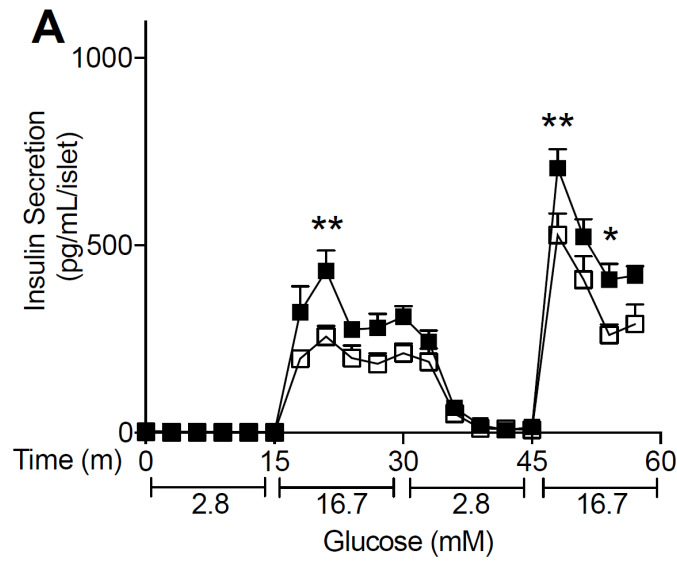 A
1000
Insulin Secretion
(pg/mL/islet)
**
**
500
*
0
Time (m) 0 15 30 45 60
2.8 16.7 2.8 16.7
Glucose (mM)